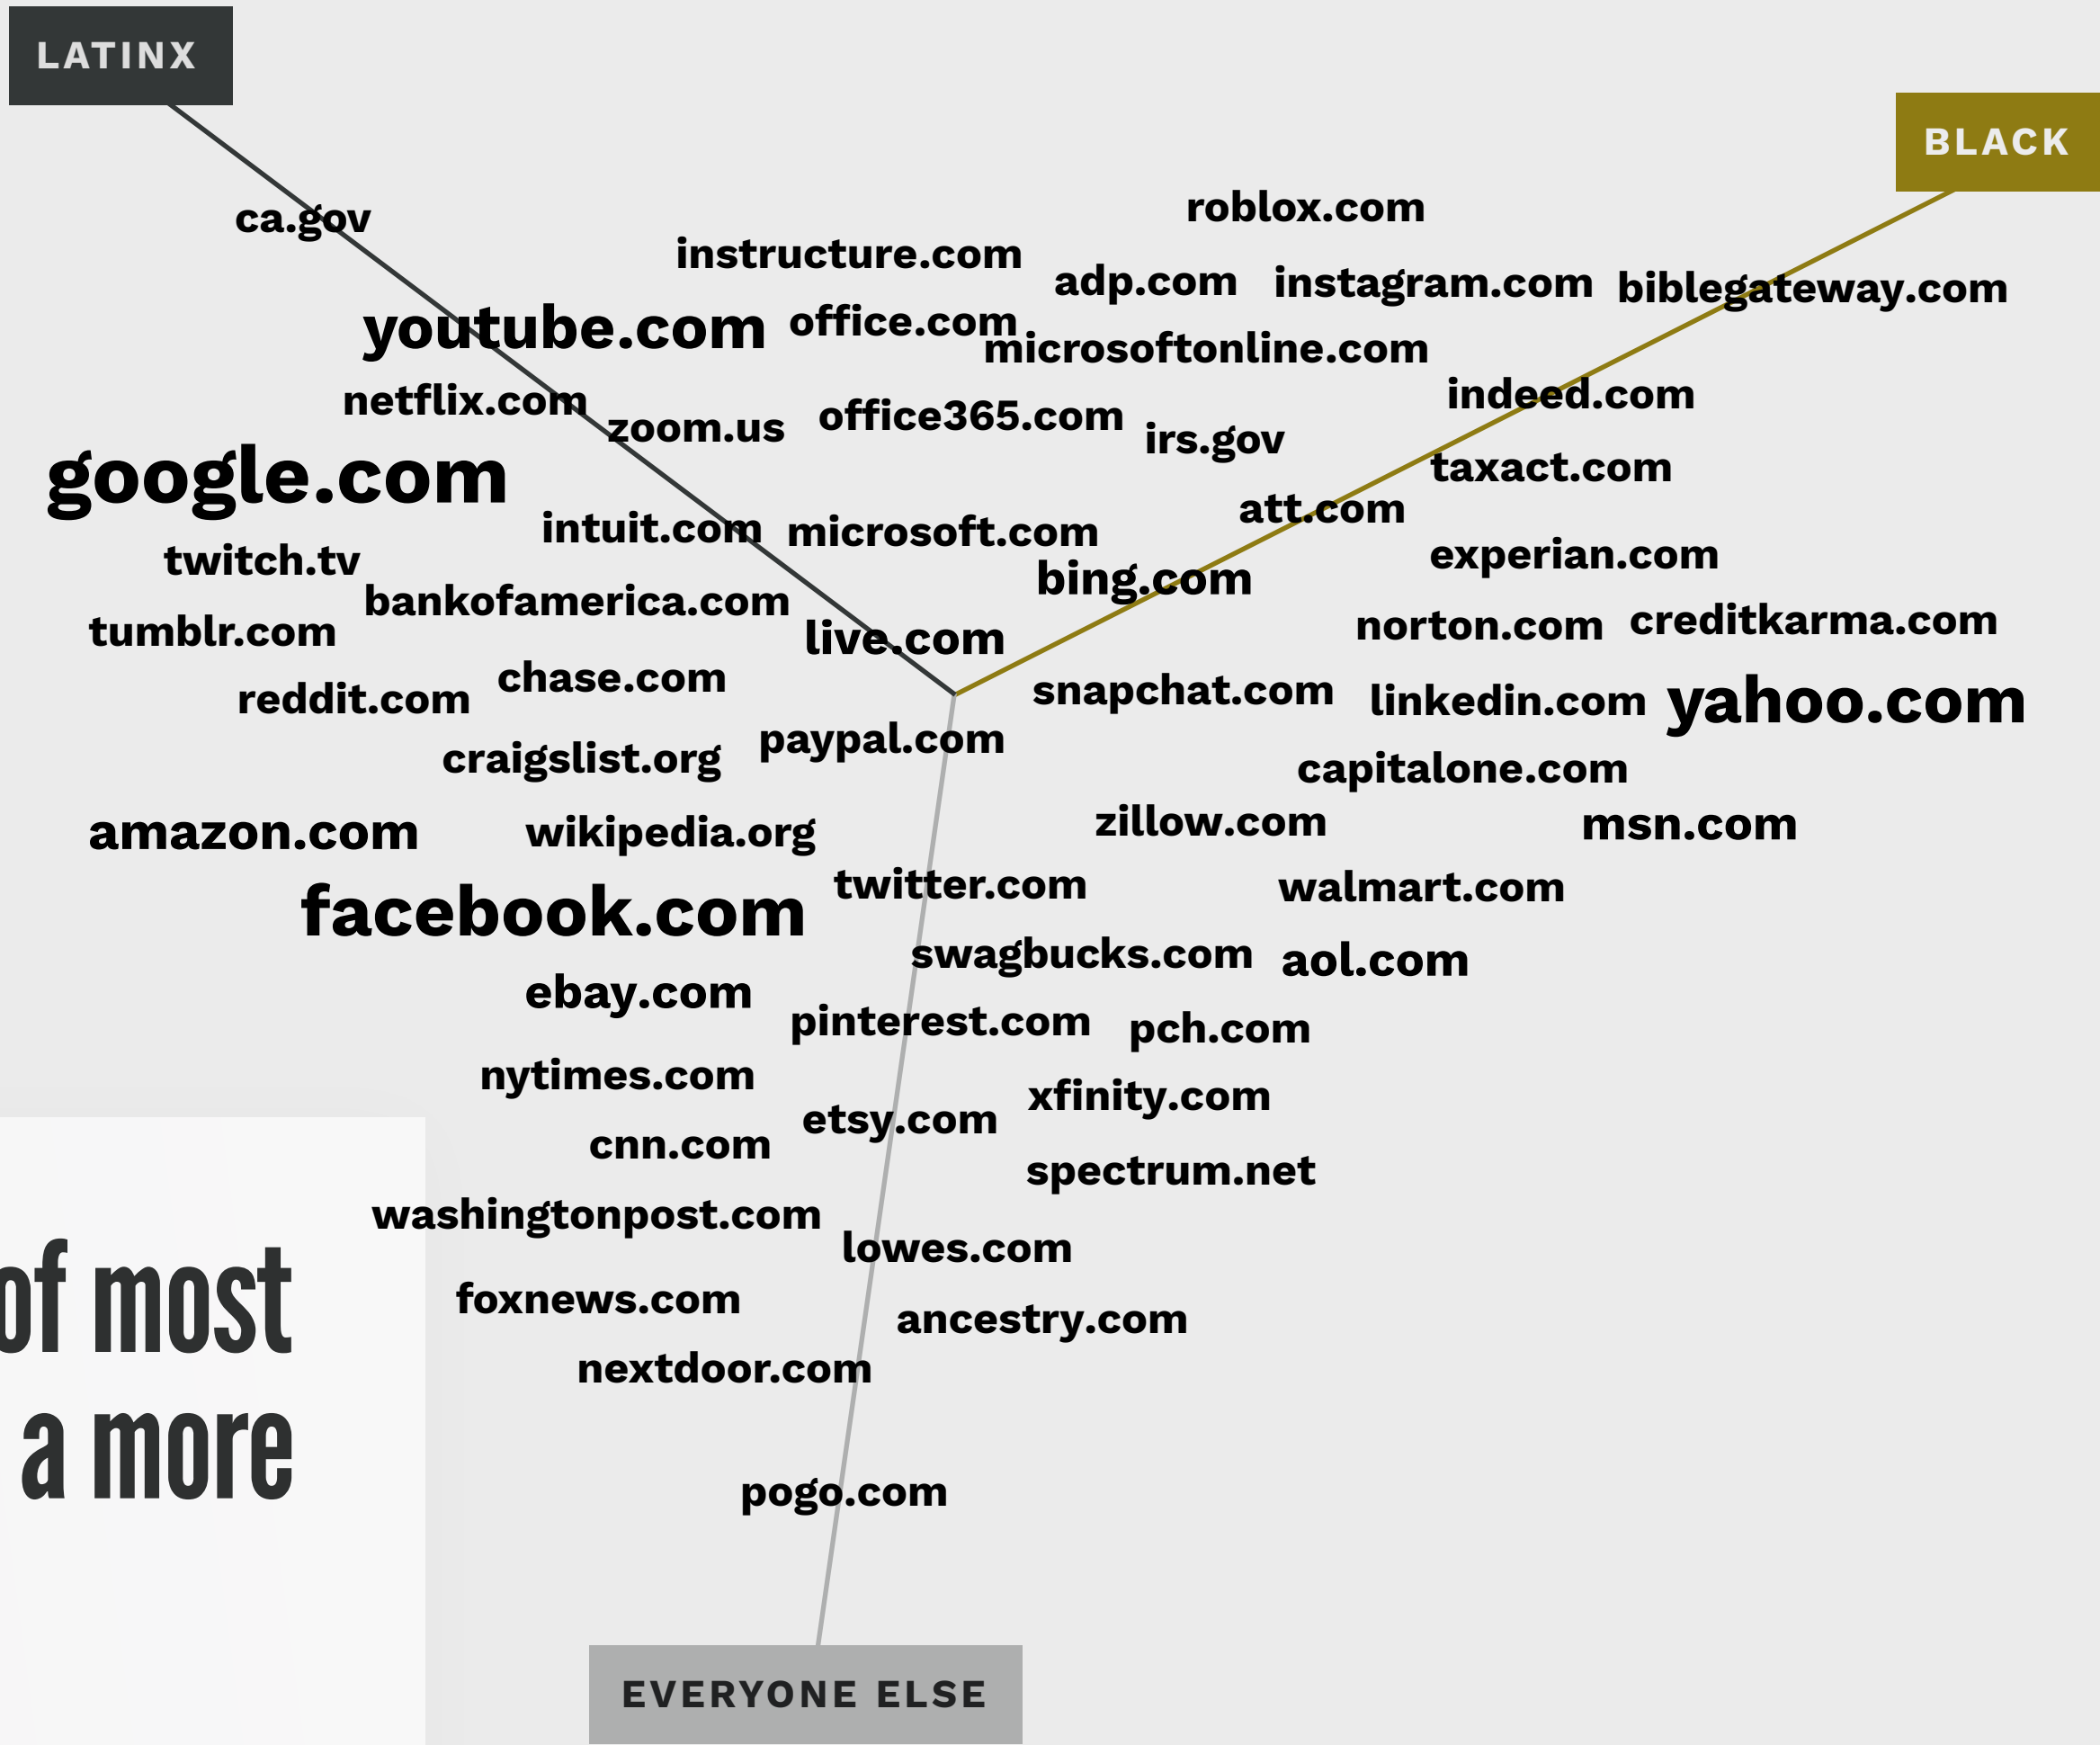 LATINX
BLACK
roblox.com
ca.gov
instructure.com
adp.com
instagram.com
biblegateway.com
youtube.com
office.com
microsoftonline.com
netflix.com
indeed.com
zoom.us
office365.com
irs.gov
google.com
taxact.com
att.com
intuit.com
microsoft.com
twitch.tv
experian.com
bing.com
bankofamerica.com
tumblr.com
live.com
norton.com
creditkarma.com
chase.com
reddit.com
snapchat.com
linkedin.com
yahoo.com
craigslist.org
paypal.com
capitalone.com
amazon.com
wikipedia.org
zillow.com
msn.com
facebook.com
twitter.com
walmart.com
swagbucks.com
aol.com
ebay.com
pinterest.com
pch.com
nytimes.com
etsy.com
xfinity.com
cnn.com
spectrum.net
washingtonpost.com
lowes.com
of most
foxnews.com
ancestry.com
nextdoor.com
a more
pogo.com
EVERYONE ELSE